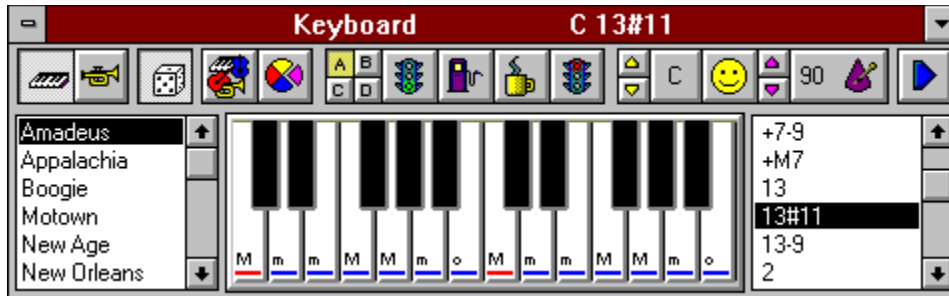 Keyboard C 13#11
A B
C D
C
90
Amadeus
Appalachia
Boogie
Motown
New Age
New Orleans
M m m M M m o M m m M M m o
+7-9
+M7
13
13#11
13-9
2